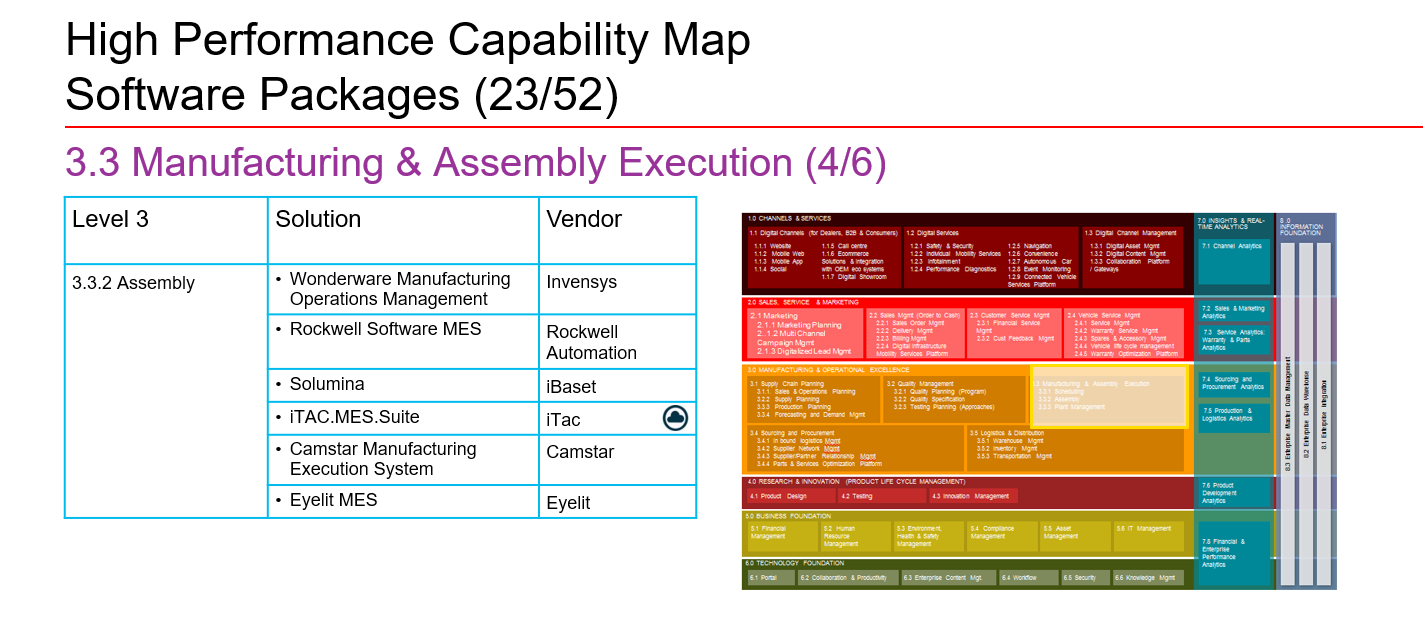 High Performance Capability Map
Software Packages (23/52)
3.3 Manufacturing & Assembly Execution (4/6)
Level 3
Solution
Vendor
3.3.2 Assembly
• Wonderware Manufacturing
Operations Management
Invensys
• Rockwell Software MES
Rockwell
Automation
• Solumina
iBaset
• iTAC.MES.Suite
iTac
• Camstar Manufacturing
Execution System
Camstar
• Eyelit MES
Eyelit
1.0 CHANNELS & SERVICES
1.1 Digital Channels (for Dealers, B2B & Consumers)
1.1.1 Website
1.1.2 Mobile Web
1.1.3 Mobile App
1.1.4 Social
1.1.5 Call centre
1.1.6 Ecommerce
Solutions & Integration
with OEM eco systems
1.1.7 Digital Showroom
1.2 Digital Services
1.2.1 Safety & Security
1.2.2 Individual Mobility Services
1.2.3 Infotainment
1.2.4 Performance Diagnostics
1.2.5 Navigation
1.2.6 Convenience
1.2.7 Autonomous Car
1.2.8 Event Monitoring
1.2.9 Connected Vehicle
Services Platform
1.3 Digital Channel Management
1.3.1 Digital Asset Mgmt
1.3.2 Digital Content Mgmt
1.3.3 Collaboration Platform
/ Gateways
2.0 SALES, SERVICE & MARKETING
2.1 Marketing
2.1.1 Marketing Planning
2..1.2 Multi Channel
Campaign Mgmt
2.1.3 Digitalized Lead Mgmt
2.2 Sales Mgmt (Order to Cash)
2.2.1 Sales Order Mgmt
2.2.2 Delivery Mgmt
2.2.3 Billing Mgmt
2.2.4 Digital Infrastructure
Mobility Services Platform
2.3 Customer Service Mgmt
2.3.1 Financial Service
Mgmt
2.3.2 Cust Feedback Mgmt
2.4 Vehicle Service Mgmt
2.4.1 Service Mgmt
2.4.2 Warranty Service Mgmt
2.4.3 Spares & Accessory Mgmt
2.4.4 Vehicle life cycle management
2.4.5 Warranty Optimization Platform
3.0 MANUFACTURING & OPERATIONAL EXCELLENCE
3.1 Supply Chain Planning
3.1.1 Sales & Operations Planning
3.2.2 Supply Planning
3.3.3 Production Planning
3.3.4 Forecasting and Demand Mgmt
3.2 Quality Management
3.2.1 Quality Planning (Program)
3.2.2 Quality Specification
3.2.3 Testing Planning (Approaches)
3.3 Manufacturing & Assembly Execution
3.3.1 Scheduling
3.3.2 Assembly
3.3.3 Plant Management
3.4 Sourcing and Procurement
3.4.1 In bound logistics Mgmt
3.4.2 Supplier Network Mgmt
3.4.3 Supplier/Partner Relationship Mgmt
3.4.4 Parts & Services Optimization Platform
3.5 Logistics & Distribution
3.5.1 Warehouse Mgmt
3.5.2 Inventory Mgmt
3.5.3 Transportation Mgmt
4.0 RESEARCH & INNOVATION (PRODUCT LIFE CYCLE MANAGEMENT)
4.1 Product Design
4.2 Testing
4.3 Innovation Management
5.0 BUSINESS FOUNDATION
5.1 Financial
Management
5.2 Human
Resource
Management
5.3 Environment,
Health & Safety
Management
5.4 Compliance
Management
5.5 Asset
Management
5.6 IT Management
6.0 TECHNOLOGY FOUNDATION
6.1 Portal
6.2 Collaboration & Productivity
6.3 Enterprise Content Mgt.
6.4 Workflow
6.5 Security
6.6 Knowledge Mgmt
7.0 INSIGHTS & REAL-
TIME ANALYTICS
7.1 Channel Analytics
7.2 Sales & Marketing
Analytics
7.3 Service Analytics:
Warranty & Parts
Analytics
7.4 Sourcing and
Procurement Analytics
7.5 Production &
Logistics Analytics
7.6 Product
Development
Analytics
7.8 Financial &
Enterprise
Performance
Analytics
8 .0
INFORMATION
FOUNDATION
8.3 Enterprise Master Data Management
8.2 Enterprise Data Warehouse
8.1 Enterprise Integration